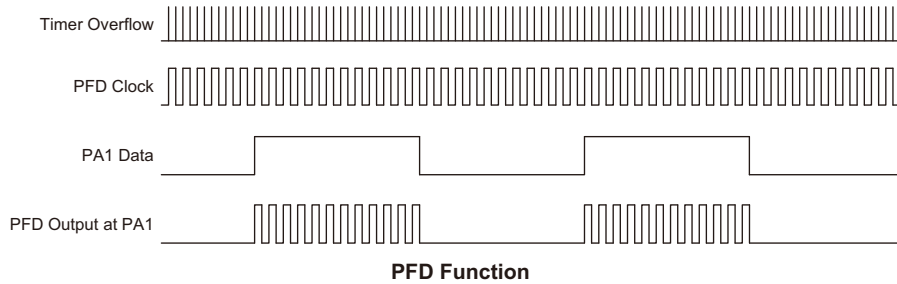 Timer Overflow
PFD Clock
PA1 Data
PFD Output at PA1
PFD Function